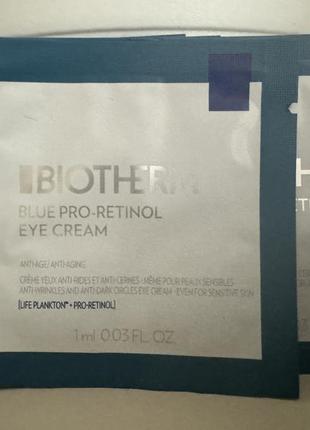 BIOTHERM
BLUE PRO-RETINOL
EYE CREAM
ANTI-AGE/ANTI-AGING
CRÈME YEUX ANTI-RIDES ET ANTI-CERNES - MÊME POUR PEAUX SENSIBLES
ANTI-WRINKLES AND ANTI-DARK CIRCLES EYE CREAM - EVEN FOR SENSITIVE SKIN
[LIFE PLANKTON™ + PRO-RETINOL]
1 ml 0.03 FL.OZ